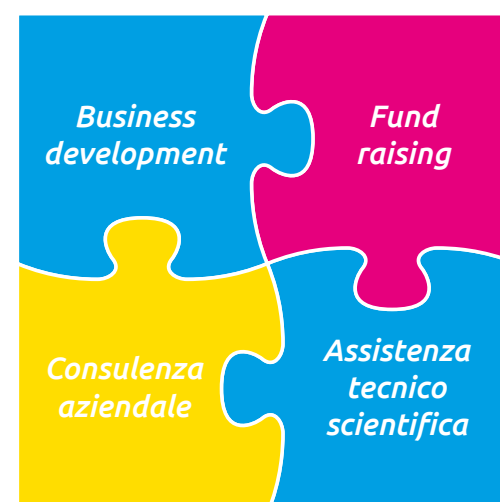 Business
development
Fund
raising
Consulenza
aziendale
Assistenza
tecnico
scientifica